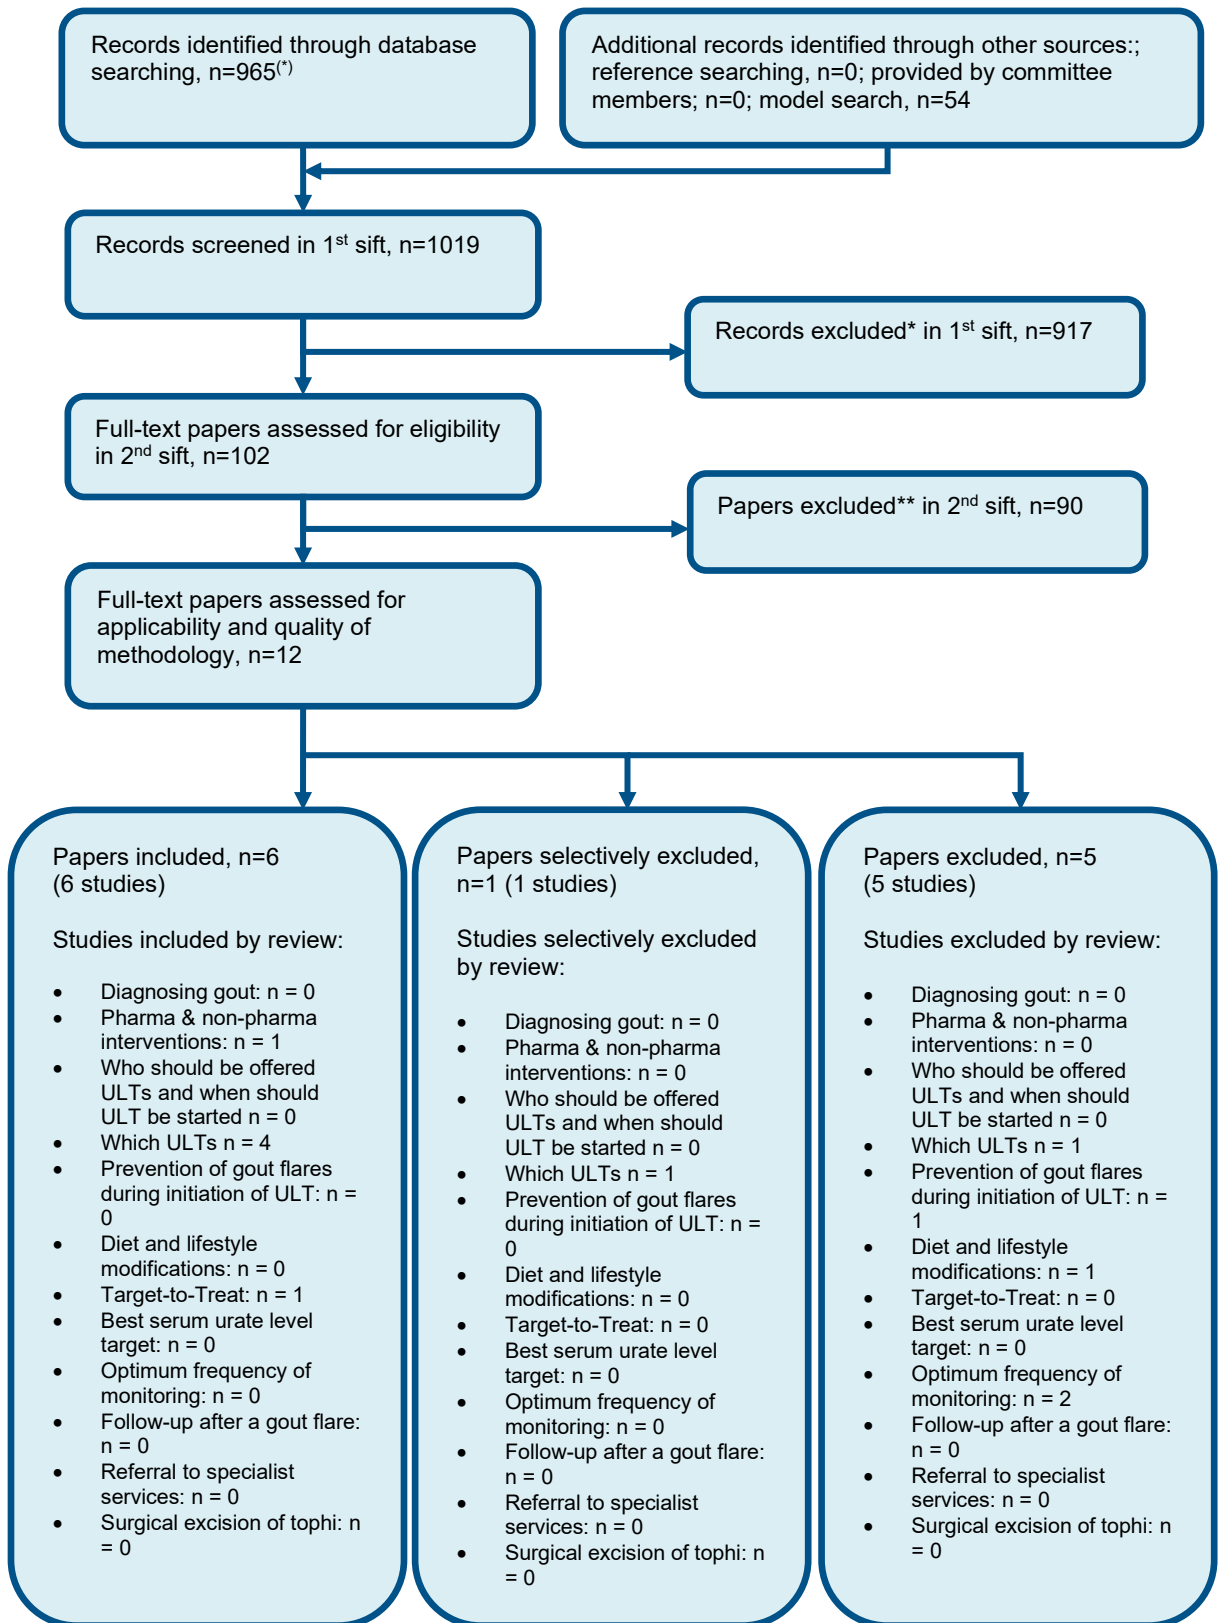 Records identified through database
searching, n=965(*)
Additional records identified through other sources:;
reference searching, n=0; provided by committee
members; n=0; model search, n=54
Records screened in 1st sift, n=1019
Records excluded* in 1st sift, n=917
Full-text papers assessed for eligibility
in 2nd sift, n=102
Papers excluded** in 2nd sift, n=90
Full-text papers assessed for
applicability and quality of
methodology, n=12
Papers included, n=6
(6 studies)
Studies included by review:
• Diagnosing gout: n = 0
• Pharma & non-pharma
interventions: n = 1
• Who should be offered
ULTs and when should
ULT be started n = 0
• Which ULTs n = 4
• Prevention of gout flares
during initiation of ULT: n =
0
• Diet and lifestyle
modifications: n = 0
• Target-to-Treat: n = 1
• Best serum urate level
target: n = 0
• Optimum frequency of
monitoring: n = 0
• Follow-up after a gout flare:
n = 0
• Referral to specialist
services: n = 0
• Surgical excision of tophi: n
= 0
Papers selectively excluded,
n=1 (1 studies)
Studies selectively excluded
by review:
• Diagnosing gout: n = 0
• Pharma & non-pharma
interventions: n = 0
• Who should be offered
ULTs and when should
ULT be started n = 0
• Which ULTs n = 1
• Prevention of gout flares
during initiation of ULT: n =
0
• Diet and lifestyle
modifications: n = 0
• Target-to-Treat: n = 0
• Best serum urate level
target: n = 0
• Optimum frequency of
monitoring: n = 0
• Follow-up after a gout flare:
n = 0
• Referral to specialist
services: n = 0
• Surgical excision of tophi: n
= 0
Papers excluded, n=5
(5 studies)
Studies excluded by review:
• Diagnosing gout: n = 0
• Pharma & non-pharma
interventions: n = 0
• Who should be offered
ULTs and when should
ULT be started n = 0
• Which ULTs n = 1
• Prevention of gout flares
during initiation of ULT: n =
1
• Diet and lifestyle
modifications: n = 1
• Target-to-Treat: n = 0
• Best serum urate level
target: n = 0
• Optimum frequency of
monitoring: n = 2
• Follow-up after a gout flare:
n = 0
• Referral to specialist
services: n = 0
• Surgical excision of tophi: n
= 0